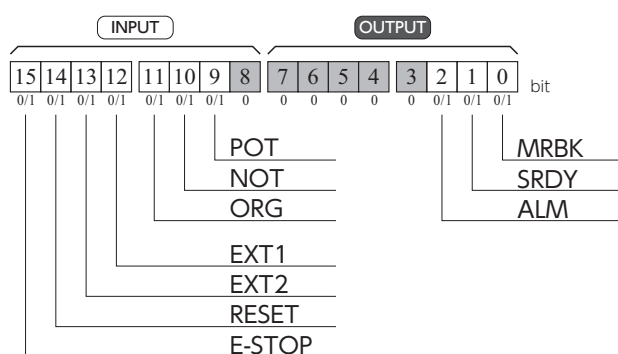 INPUT OUTPUT
15 14 13 12 11 10 9 8 7 6 5 4 3 2 1 0 bit
0/1 0/1 0/1 0/1 0/1 0/1 0/1 0 0 0 0 0 0 0/1 0/1 0/1
POT MRBK
NOT SRDY
ORG ALM
EXT1
EXT2
RESET
E-STOP